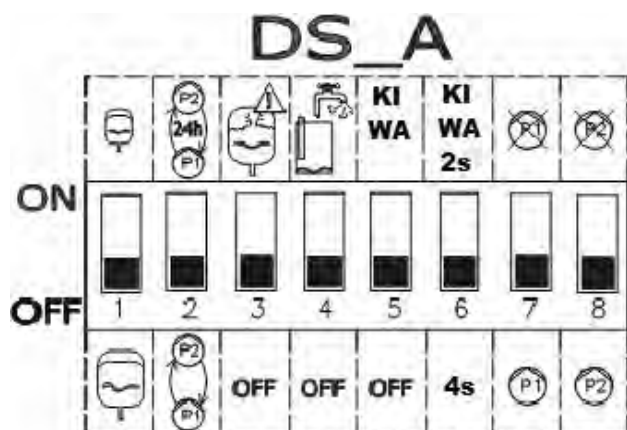 DS_A
P2 24h P1
3E
KI WA
KI WA 2s
P1
P2
ON
OFF
1 2 3 4 5 6 7 8
P2 P1
OFF OFF OFF 4s P1 P2